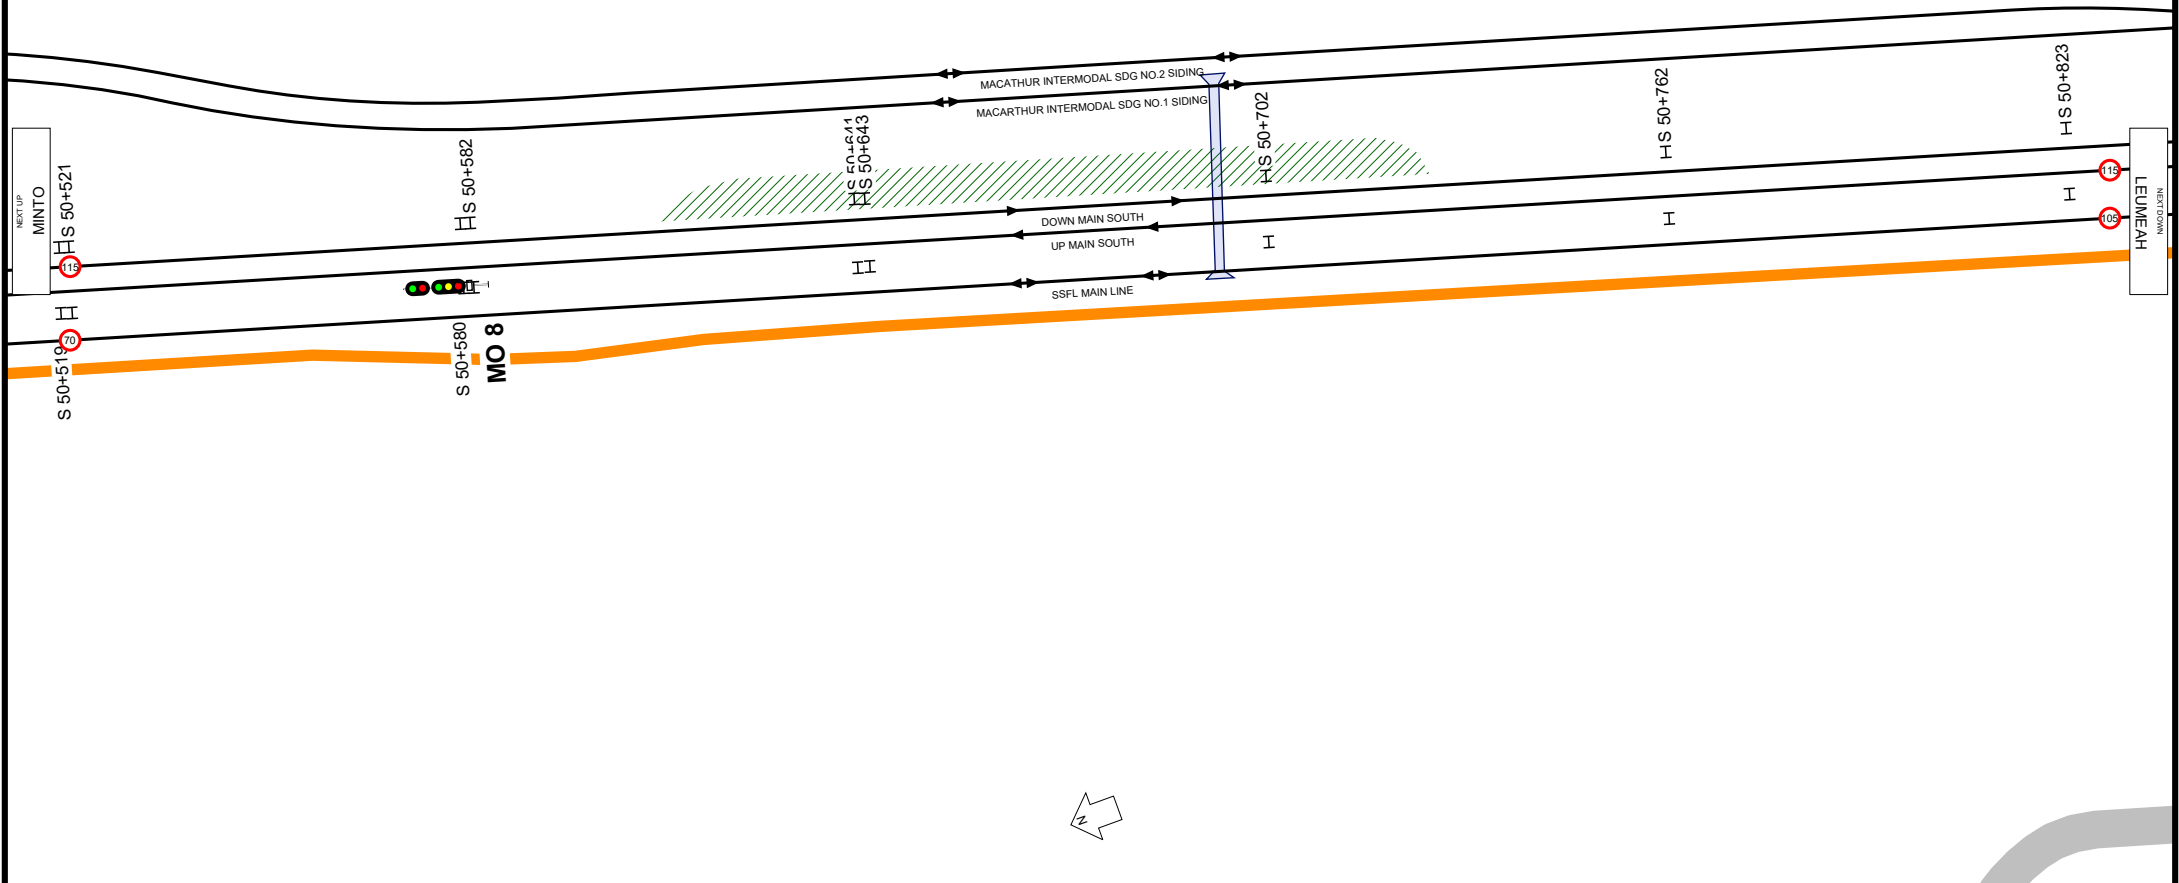 MACATHUR INTERMODAL SDG NO.2 SIDING
MACARTHUR INTERMODAL SDG NO.1 SIDING
NEXT UP
MINTO
S 50+521
S 50+582
S 50+641
S 50+643
S 50+702
S 50+762
S 50+823
LEUMEAH
NEXT DOWN
DOWN MAIN SOUTH
UP MAIN SOUTH
SSFL MAIN LINE
115
70
115
105
S 50+519
S 50+580
MO 8
N